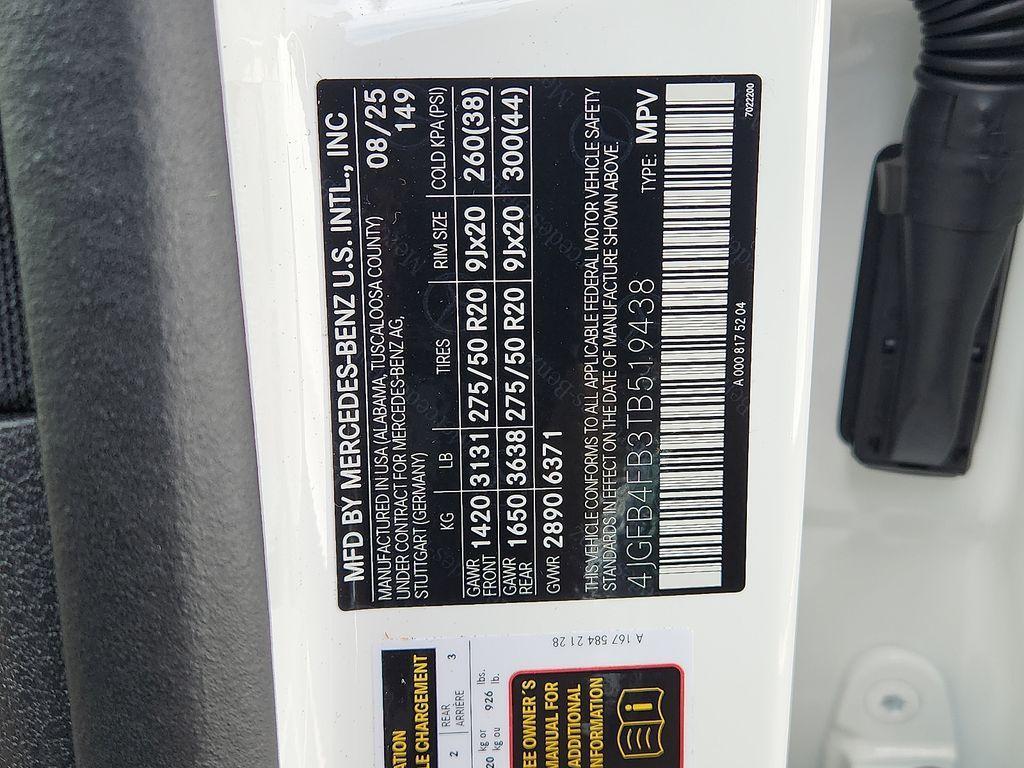 MFD BY MERCEDES-BENZ U.S. INTL., INC
MANUFACTURED IN USA (ALABAMA, TUSCALOOSA COUNTY) 08/25
UNDER CONTRACT FOR MERCEDES-BENZ AG, 149
STUTTGART (GERMANY)
KG LB TIRES RIM SIZE COLD KPA(PSI)
GAWR FRONT 1420 3131 275/50 R20 9Jx20 260(38)
GAWR REAR 1650 3638 275/50 R20 9Jx20 300(44)
GVWR 2890 6371
THIS VEHICLE CONFORMS TO ALL APPLICABLE FEDERAL MOTOR VEHICLE SAFETY
STANDARDS IN EFFECT ON THE DATE OF MANUFACTURE SHOWN ABOVE.
4JGFB4FB3TB519438 TYPE: MPV
A 000 817 52 04 7022200
A 167 584 21 28
LE CHARGEMENT
2 REAR 3
ARRIÈRE
kg or 926 lbs.
kg ou lb.
OWNER´S
MANUAL FOR
ADDITIONAL